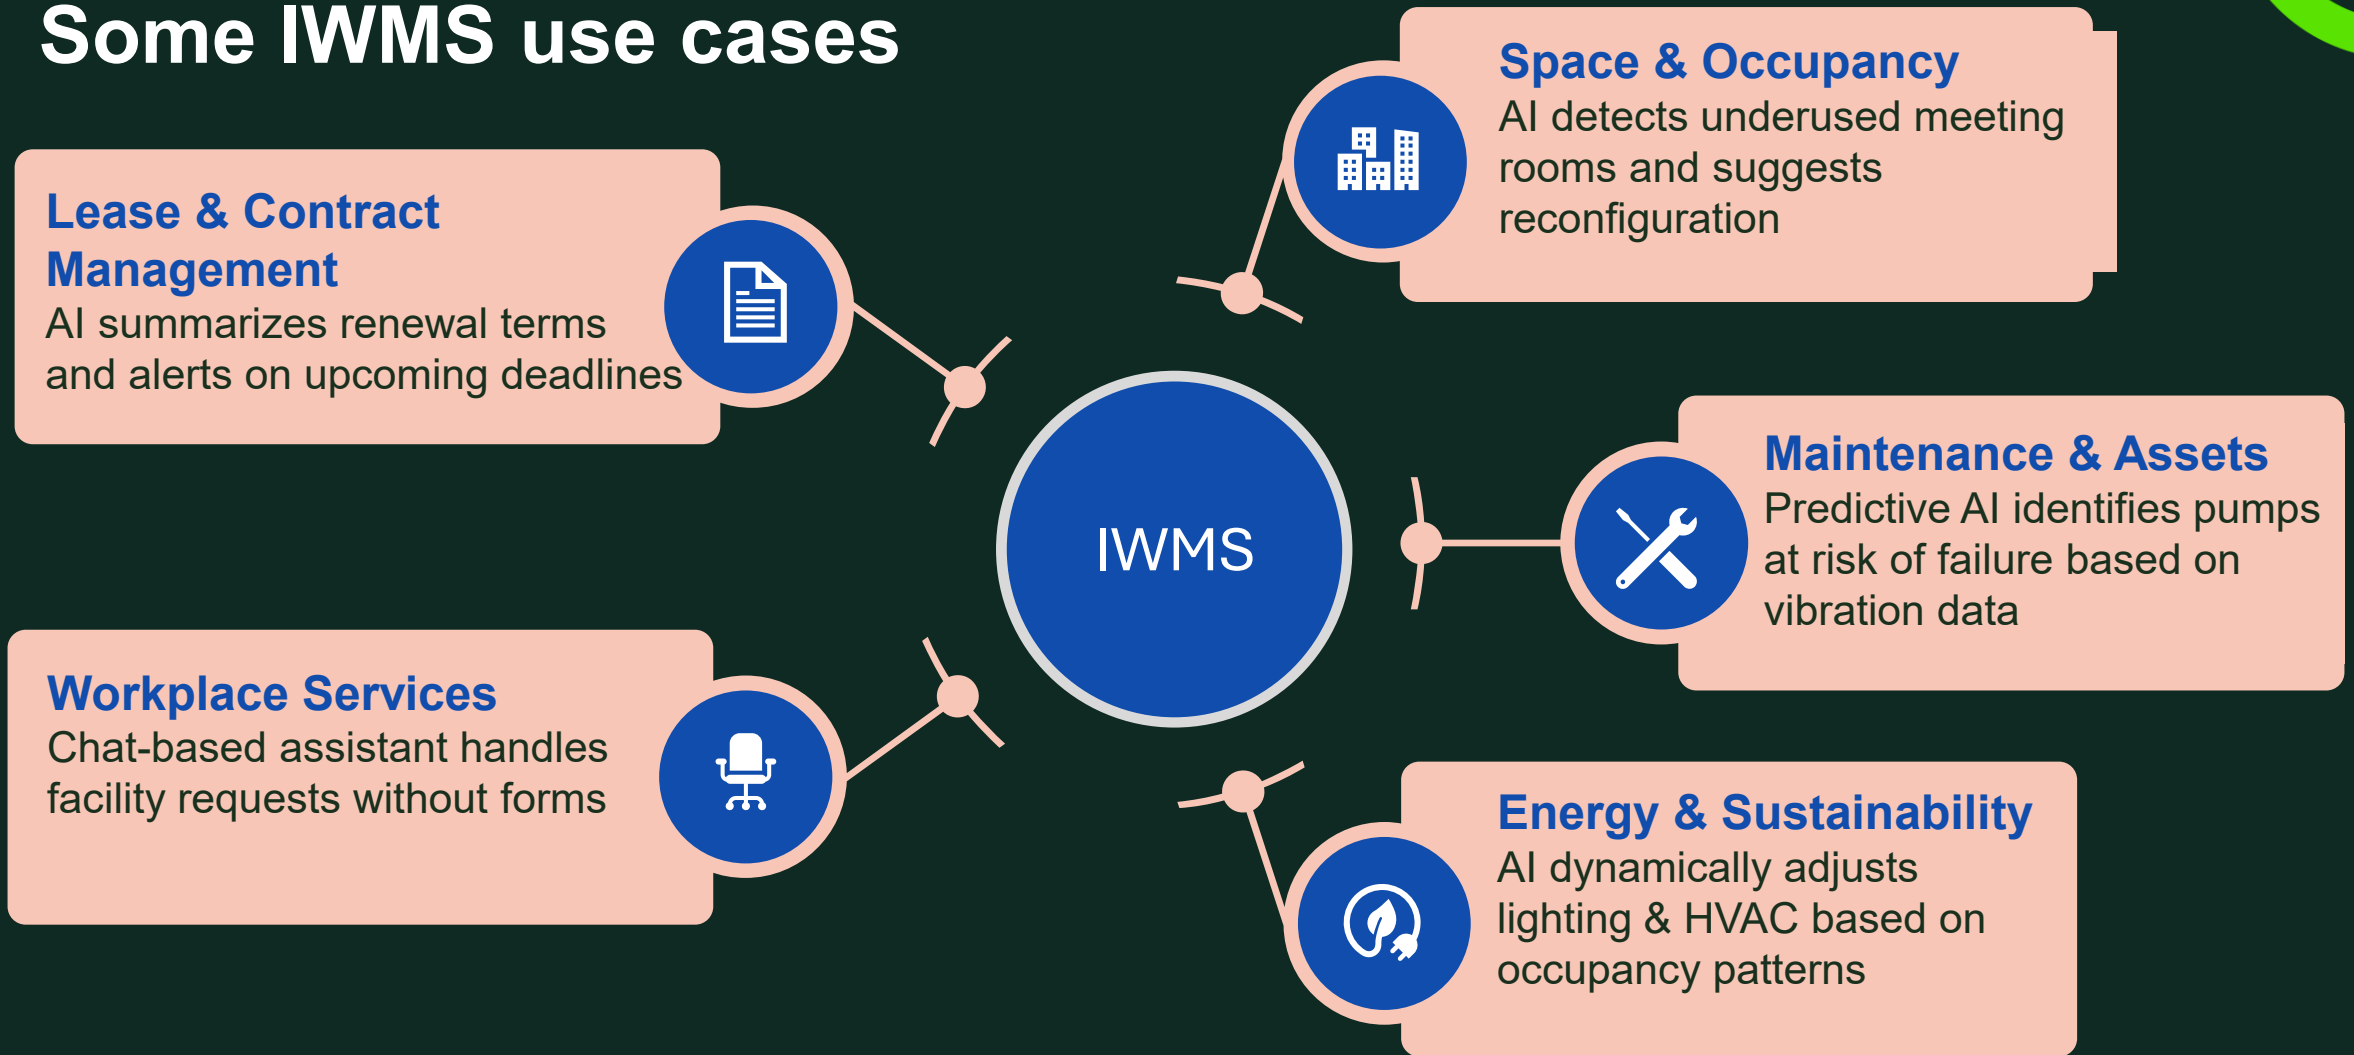 Some IWMS use cases
Lease & Contract
Management
AI summarizes renewal terms
and alerts on upcoming deadlines
Workplace Services
Chat-based assistant handles
facility requests without forms
IWMS
Space & Occupancy
AI detects underused meeting
rooms and suggests
reconfiguration
Maintenance & Assets
Predictive AI identifies pumps
at risk of failure based on
vibration data
Energy & Sustainability
AI dynamically adjusts
lighting & HVAC based on
occupancy patterns